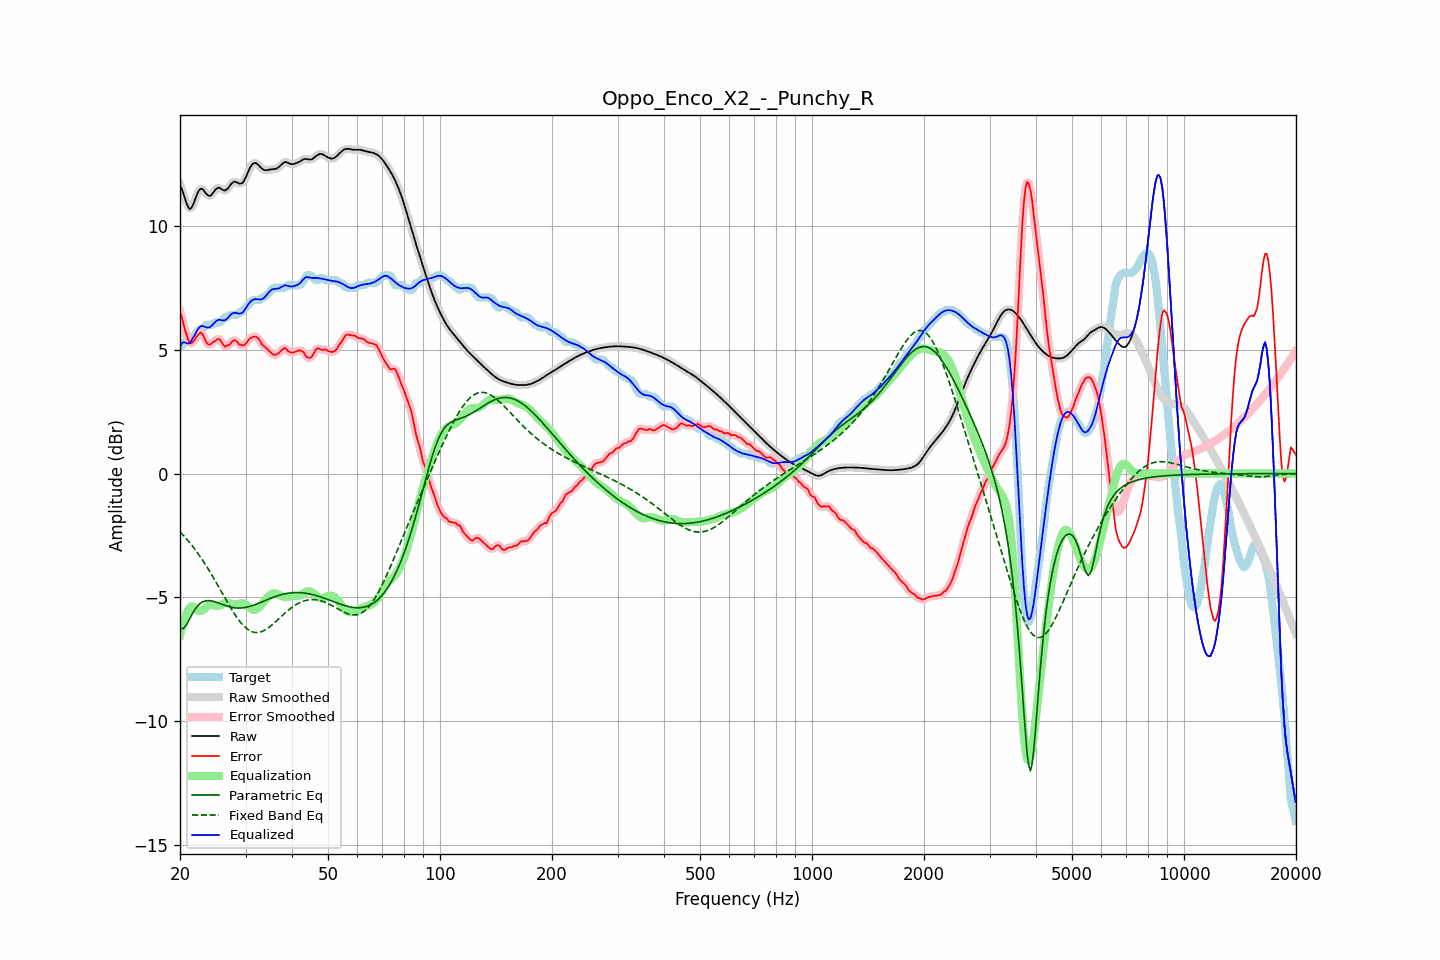 Oppo_Enco_X2_-_Punchy_R
Amplitude (dBr)
10
5
0
−5
−10
−15
Target
Raw Smoothed
Error Smoothed
Raw
Error
Equalization
Parametric Eq
Fixed Band Eq
Equalized
20 50 100 200 500 1000 2000 5000 10000 20000
Frequency (Hz)